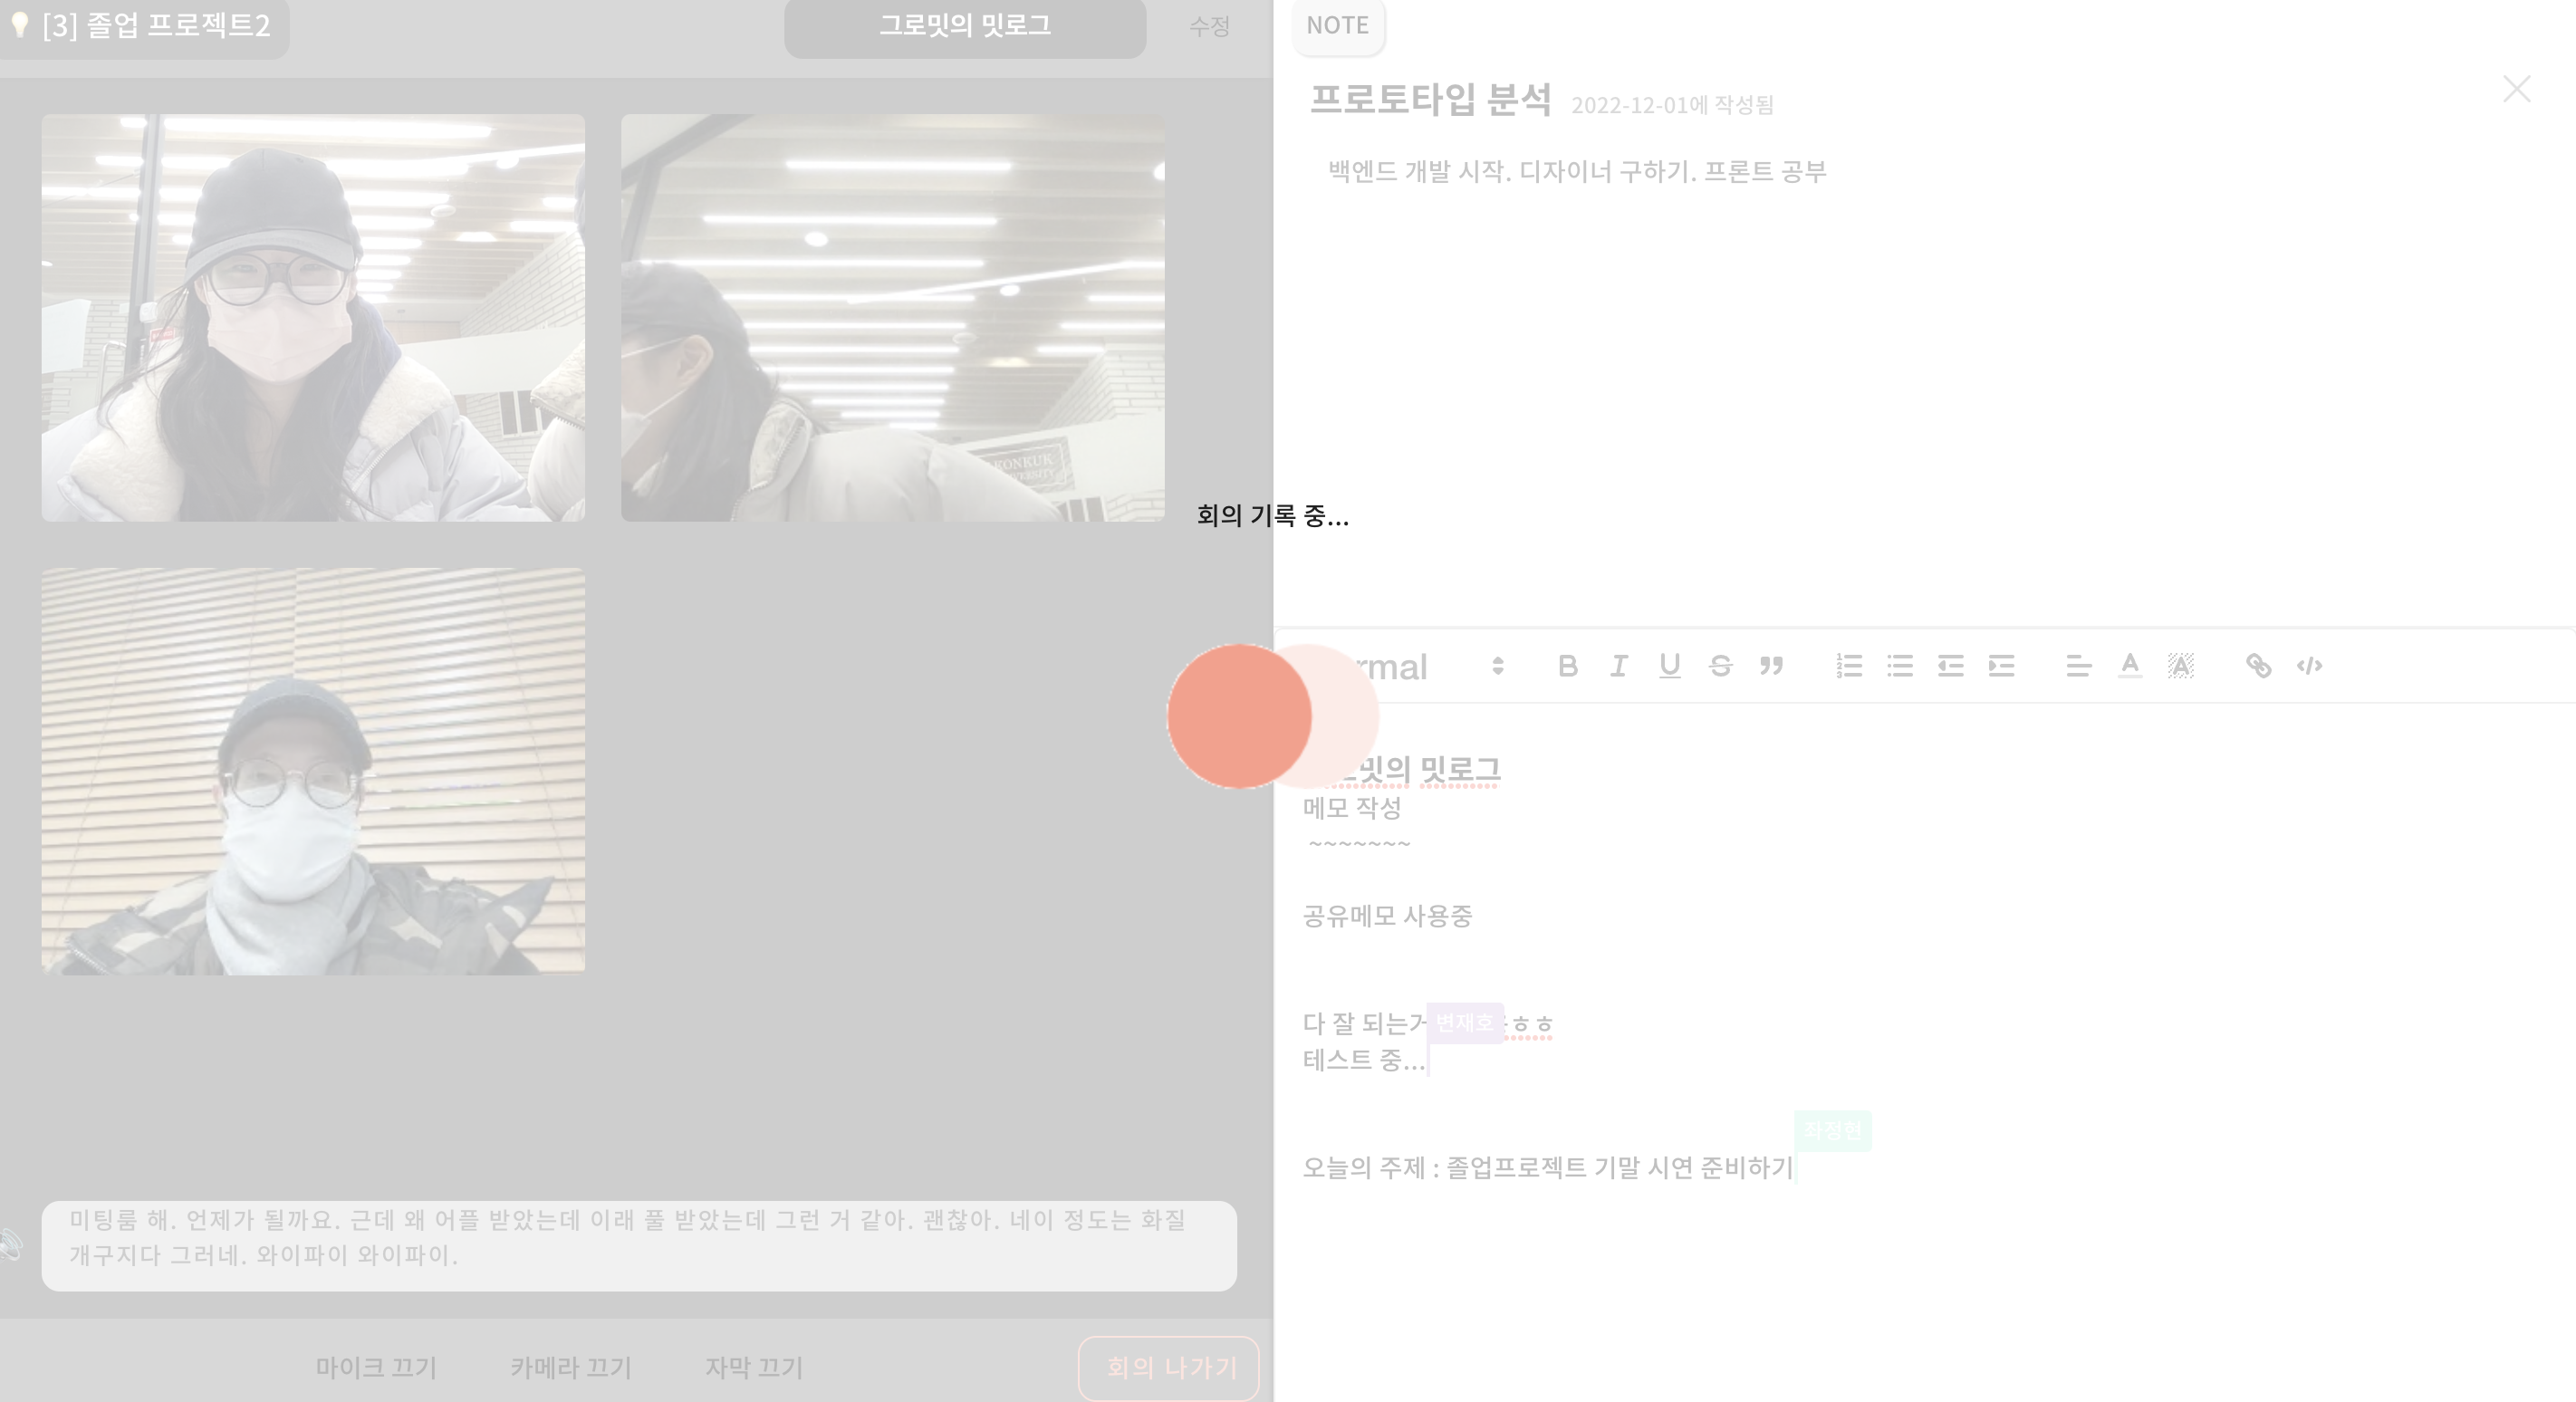 [3] 졸업 프로젝트2
그로밋의 밋로그
수정
KONKUK
회의 기록 중...
미팅룸 해. 언제가 될까요. 근데 왜 어플 받았는데 이래 풀 받았는데 그런 거 같아. 괜찮아. 네이 정도는 화질
개구지다 그러네. 와이파이 와이파이.
마이크 끄기
카메라 끄기
자막 끄기
회의 나가기
NOTE
프로토타입 분석 2022-12-01에 작성됨
백엔드 개발 시작. 디자이너 구하기. 프론트 공부
밋의 밋로그
메모 작성
~~~~~~~
공유메모 사용중
다 잘 되는거
변재호
ㅎㅎ
테스트 중...
오늘의 주제 : 졸업프로젝트 기말 시연 준비하기